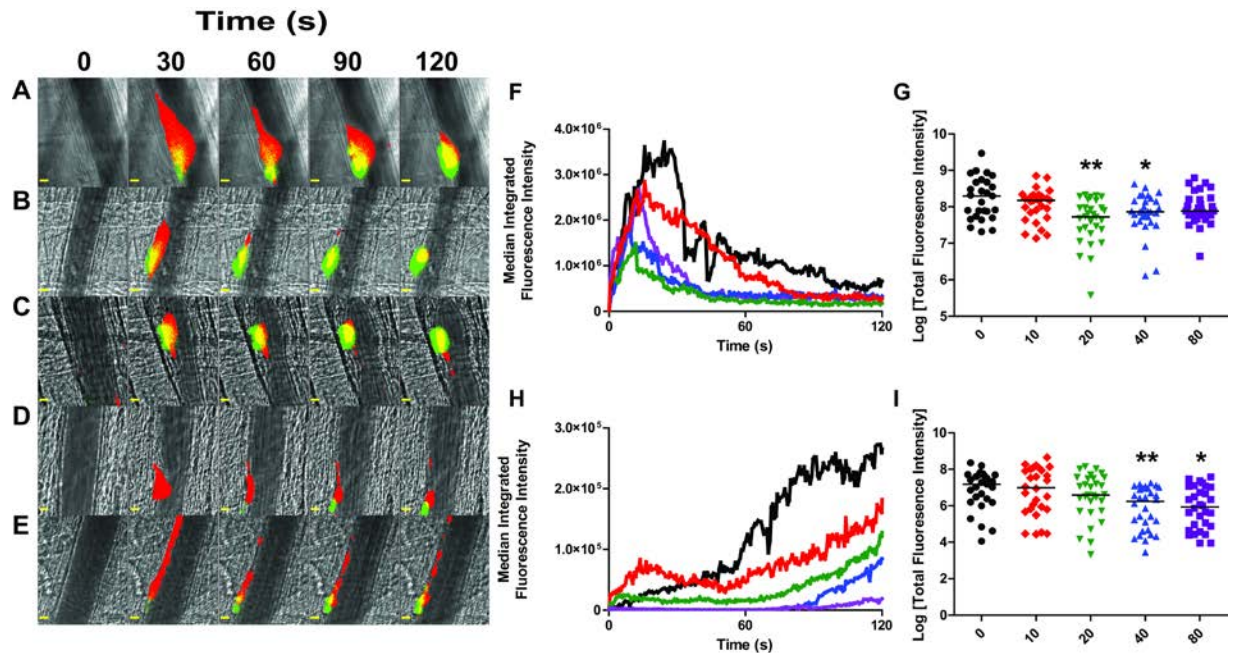 Time (s)
0 30 60 90 120
A
B
C
D
E
F
Median Integrated
Fluorescence Intensity
4.0×10⁶
3.0×10⁶
2.0×10⁶
1.0×10⁶
0
0 60 120
Time (s)
G
Log [Total Fluoresence Intensity]
10
9
8
7
6
5
** *
0 10 20 40 80
H
Median Integrated
Fluorescence Intensity
3.0×10⁵
2.0×10⁵
1.0×10⁵
0
0 60 120
Time (s)
I
Log [Total Fluoresence Intensity]
10
8
6
4
2
0
** *
0 10 20 40 80